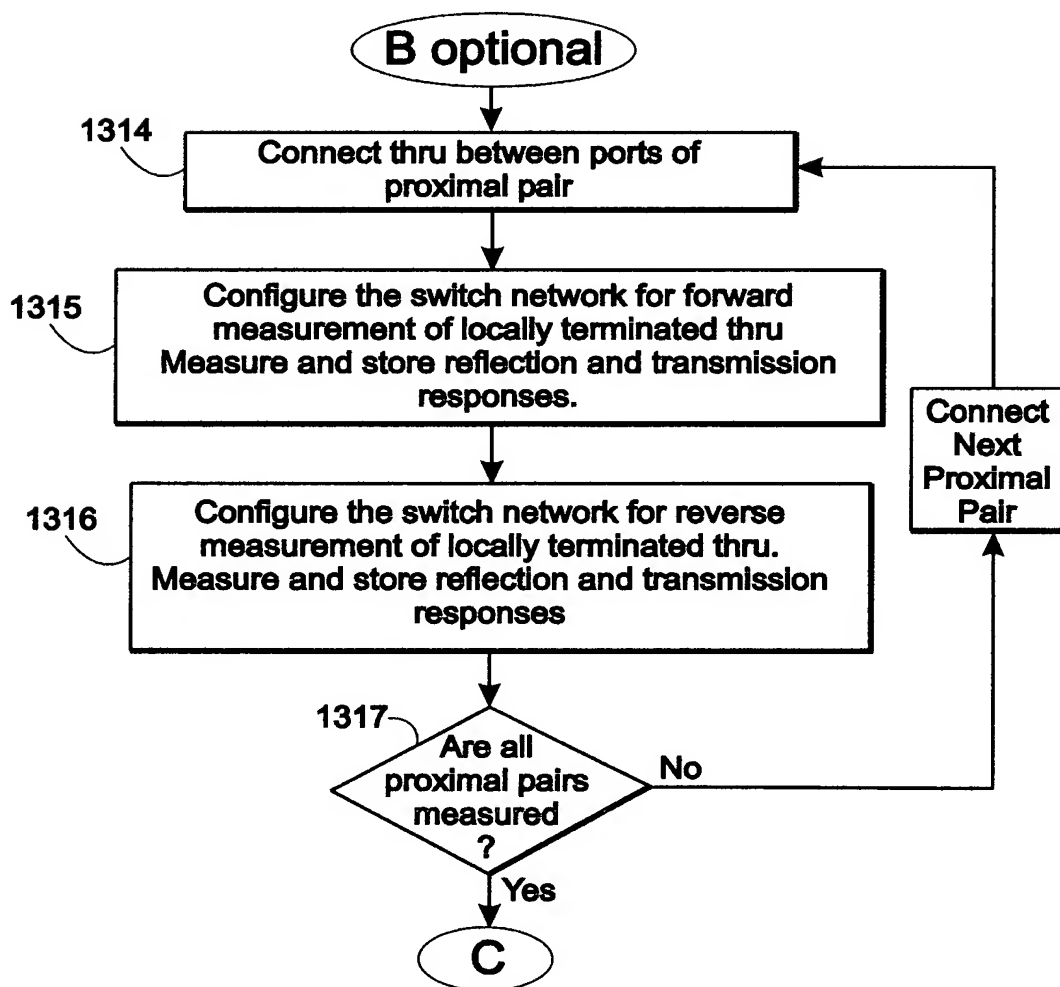 B optional
1314
Connect thru between ports of
proximal pair
1315
Configure the switch network for forward
measurement of locally terminated thru
Measure and store reflection and transmission
responses.
Connect
Next
Proximal
Pair
1316
Configure the switch network for reverse
measurement of locally terminated thru.
Measure and store reflection and transmission
responses
1317
Are all
proximal pairs
measured
?
No
Yes
C